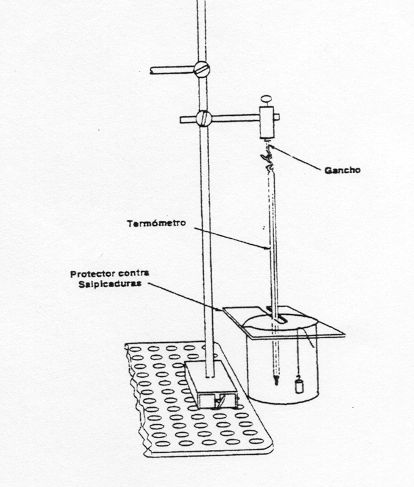 Gancho
Termómetro
Protector contra
Salpicaduras